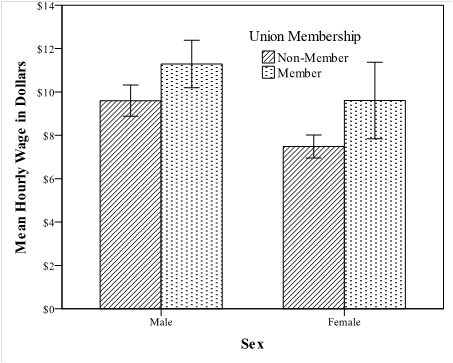 Mean Hourly Wage in Dollars
$14
$12
$10
$8
$6
$4
$2
$0
Union Membership
Non-Member
Member
Male
Female
Sex